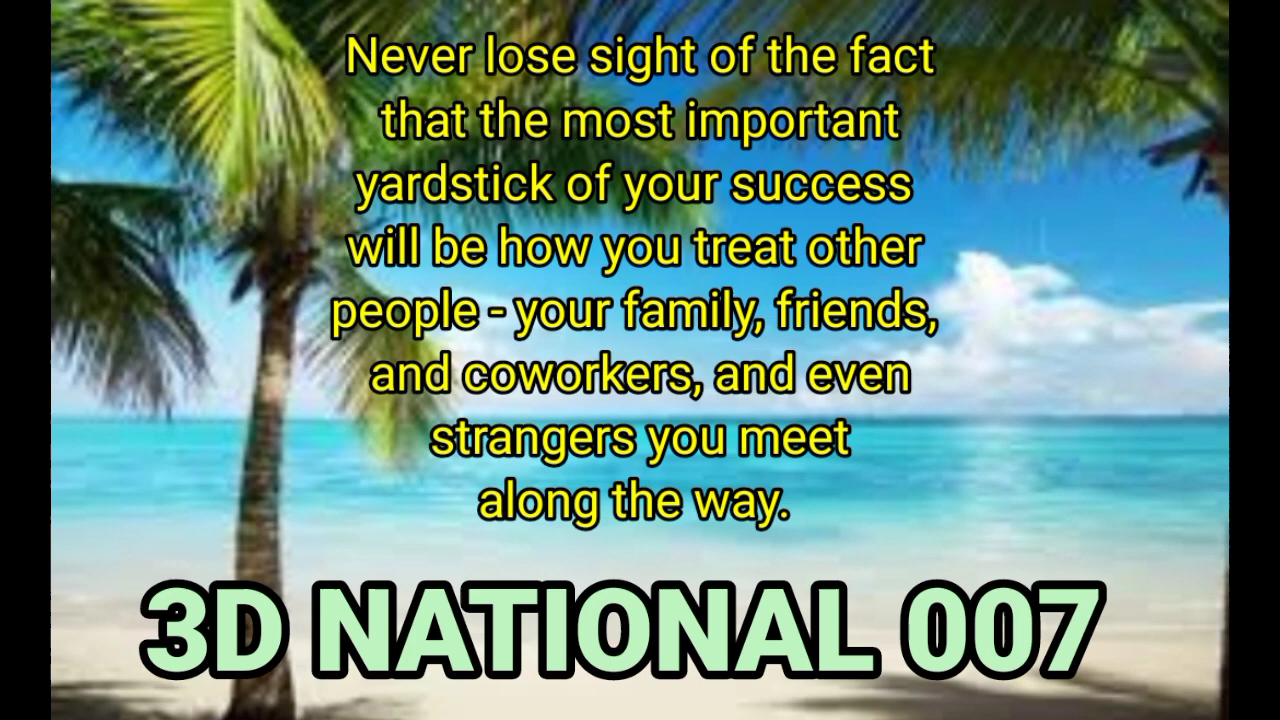 Never lose sight of the fact
that the most important
yardstick of your success
will be how you treat other
people - your family, friends,
and coworkers, and even
strangers you meet
along the way.
3D NATIONAL 007